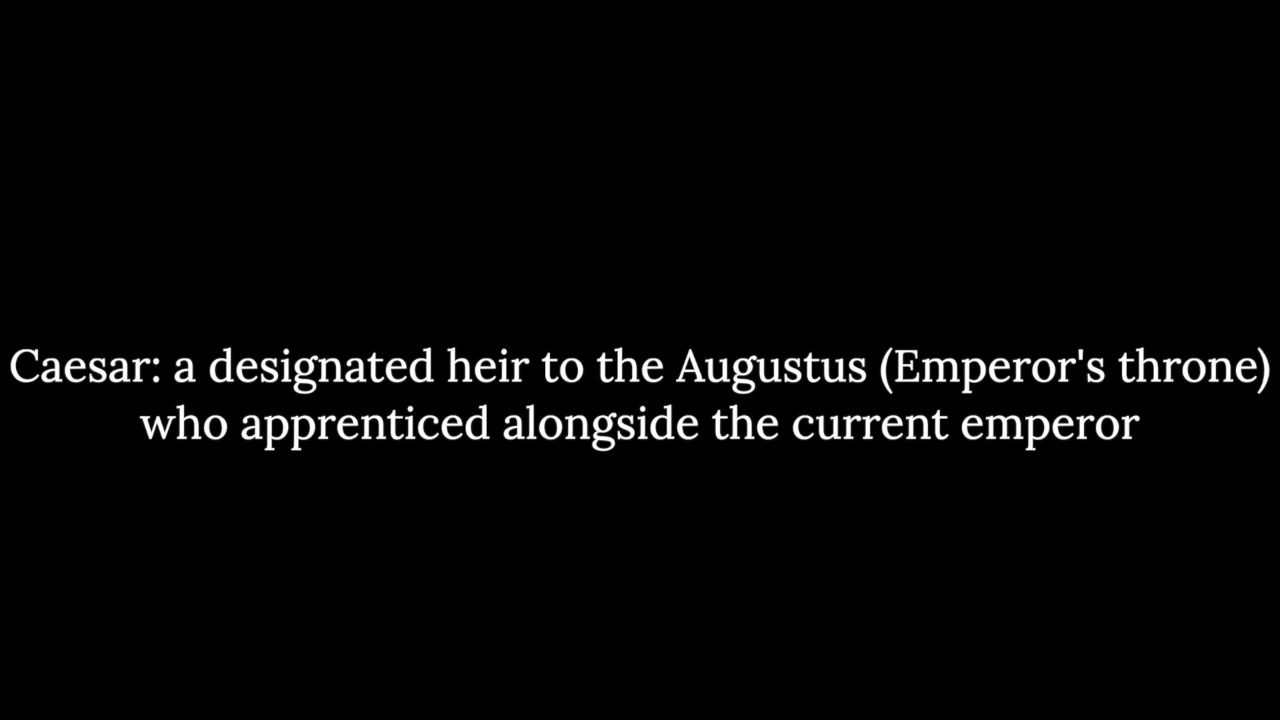 Caesar: a designated heir to the Augustus (Emperor's throne)
who apprenticed alongside the current emperor